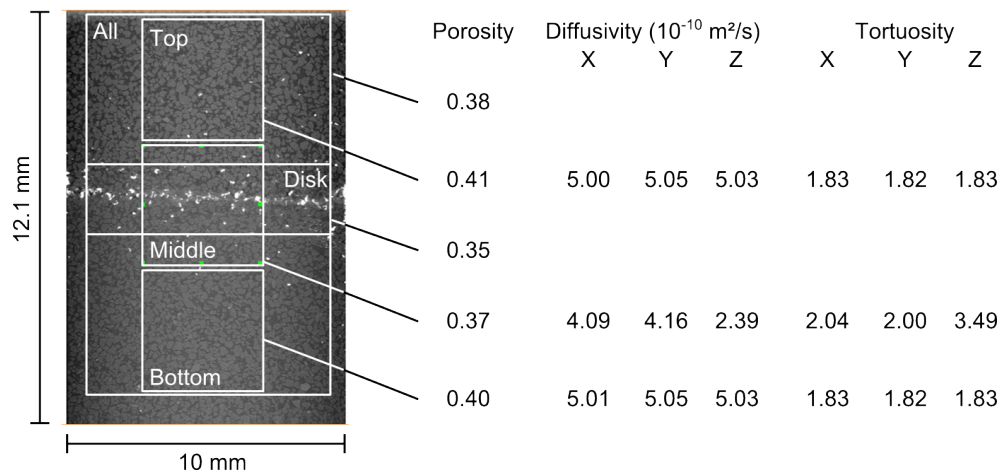 All
Top
Disk
Middle
Bottom
12.1 mm
10 mm
Porosity Diffusivity (10⁻¹⁰ m²/s) Tortuosity
X Y Z X Y Z
0.38
0.41 5.00 5.05 5.03 1.83 1.82 1.83
0.35
0.37 4.09 4.16 2.39 2.04 2.00 3.49
0.40 5.01 5.05 5.03 1.83 1.82 1.83